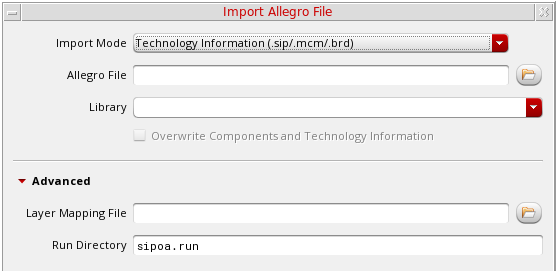 Import Allegro File
Import Mode Technology Information (.sip/.mcm/.brd)
Allegro File
Library
Overwrite Components and Technology Information
Advanced
Layer Mapping File
Run Directory sipoa.run